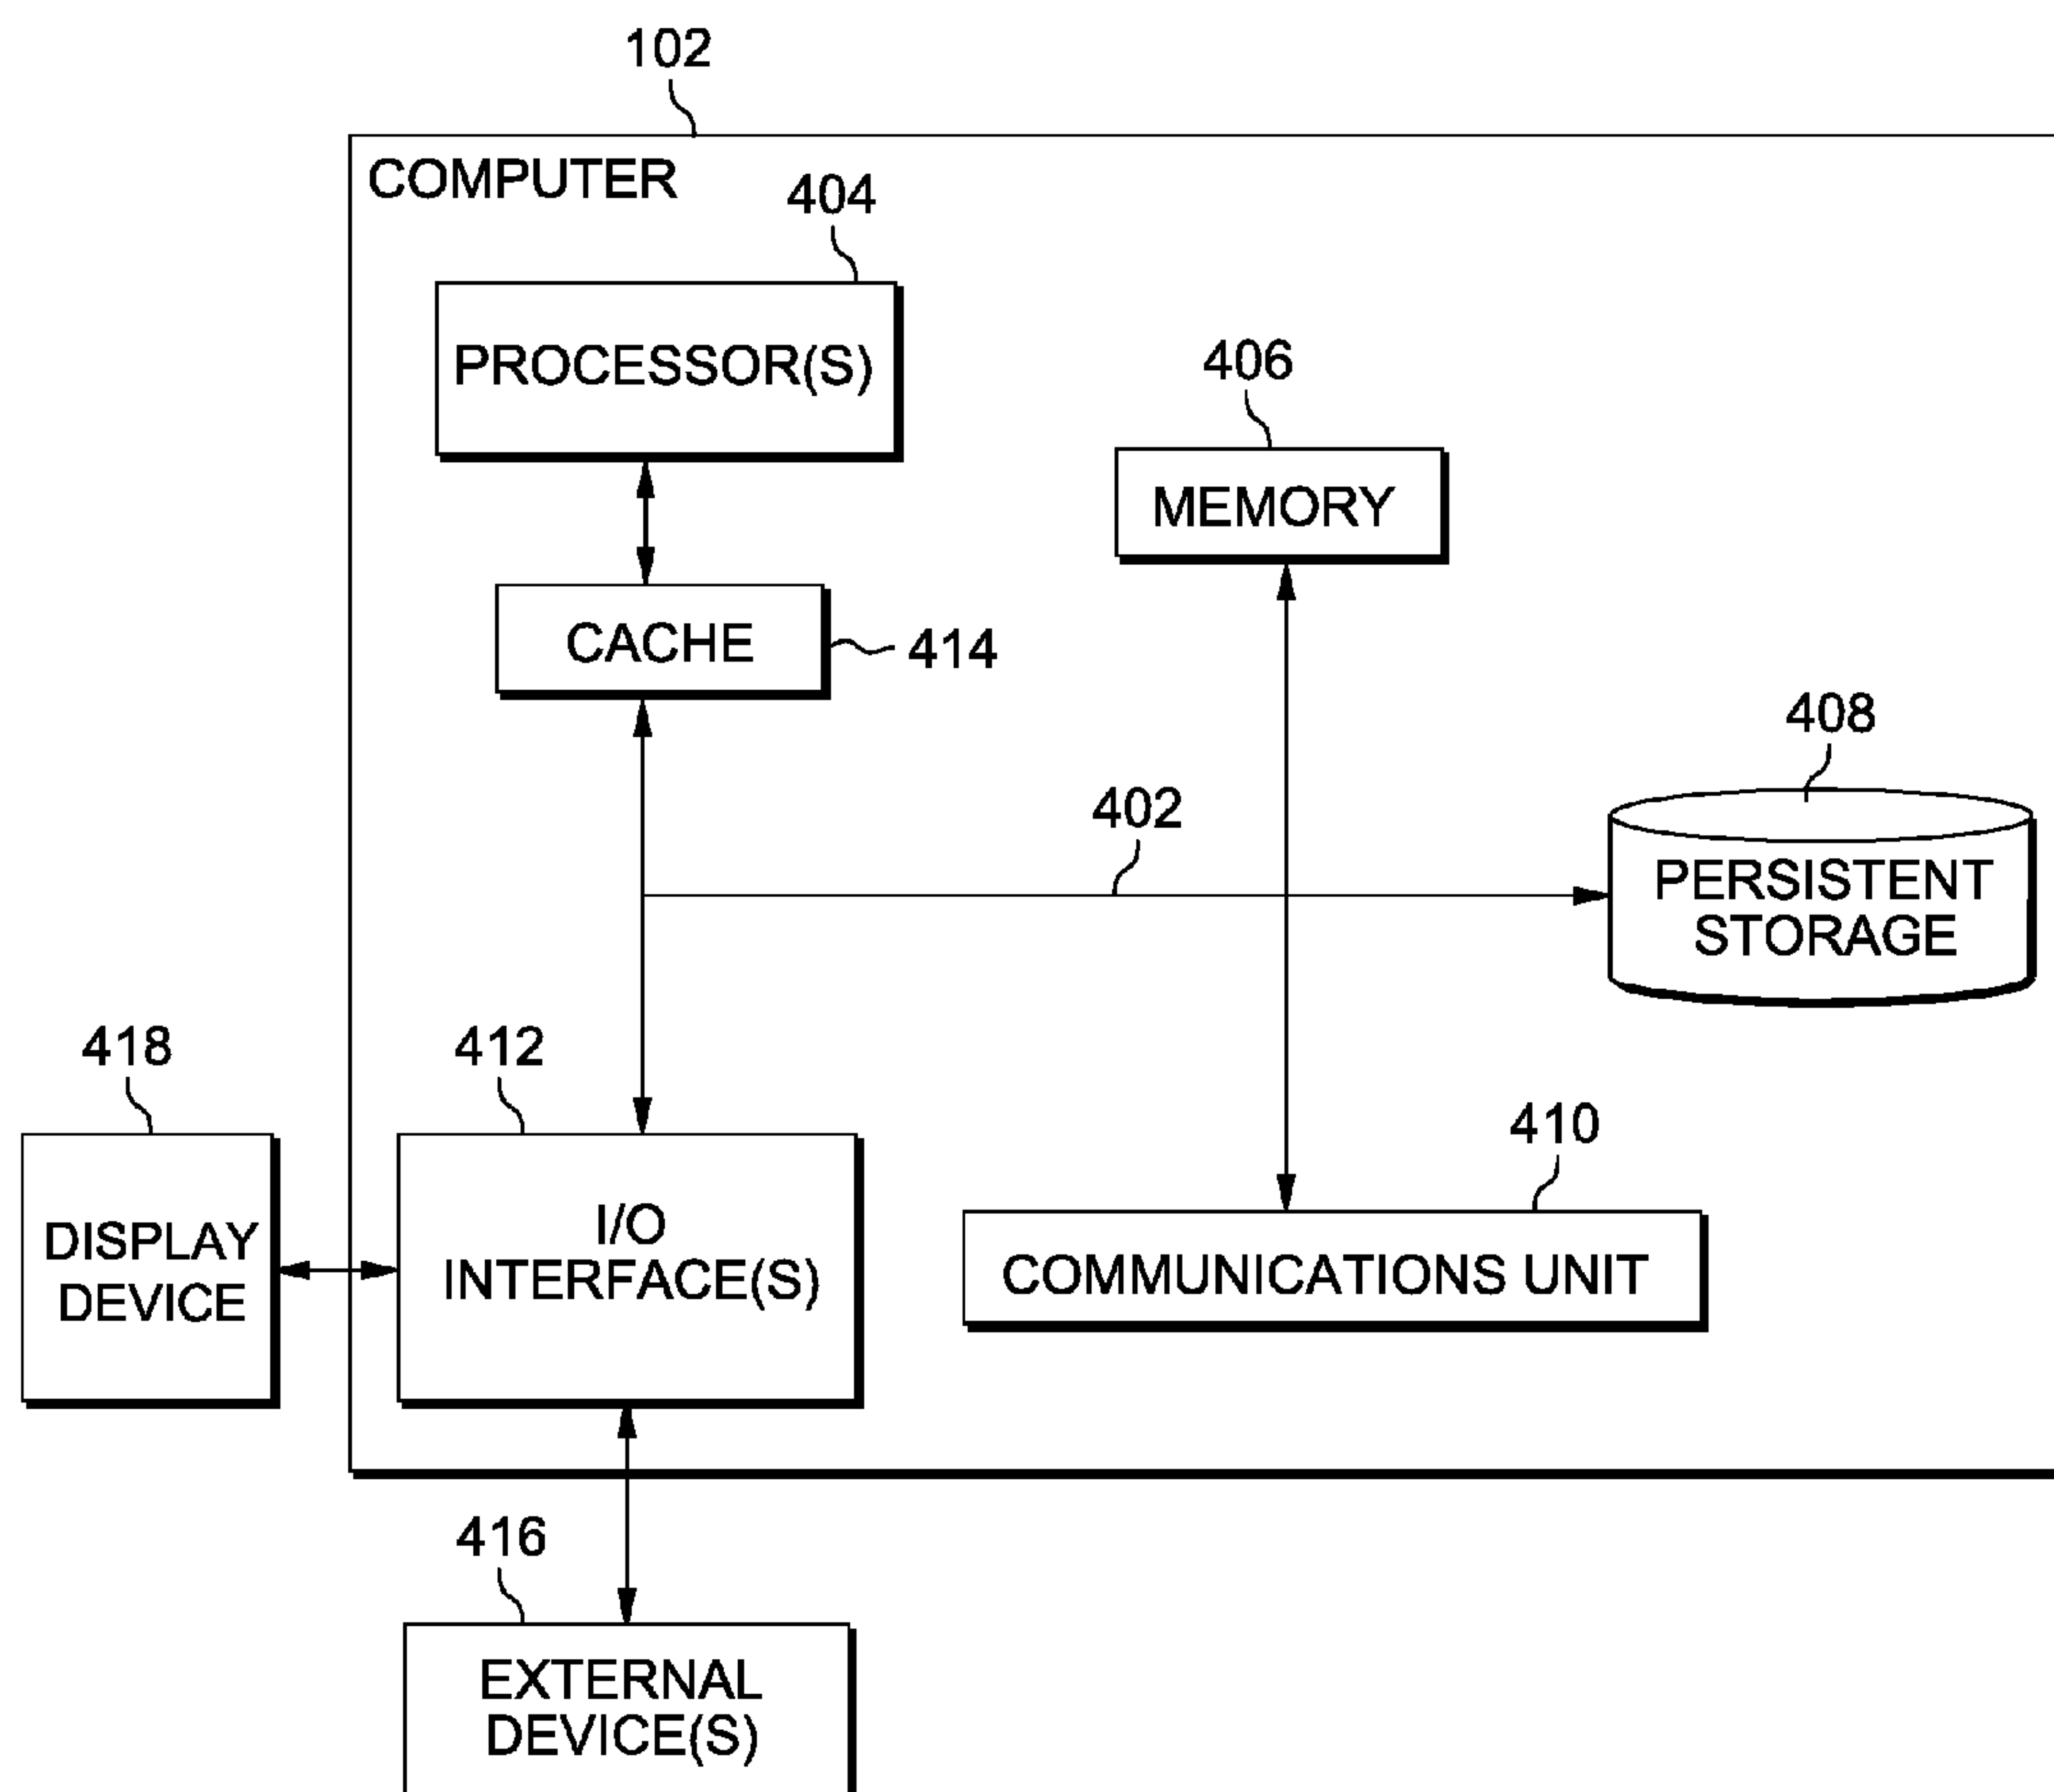 102
COMPUTER
404
PROCESSOR(S)
406
MEMORY
CACHE
414
408
402
PERSISTENT
STORAGE
418
412
410
DISPLAY
DEVICE
I/O
INTERFACE(S)
COMMUNICATIONS UNIT
416
EXTERNAL
DEVICE(S)